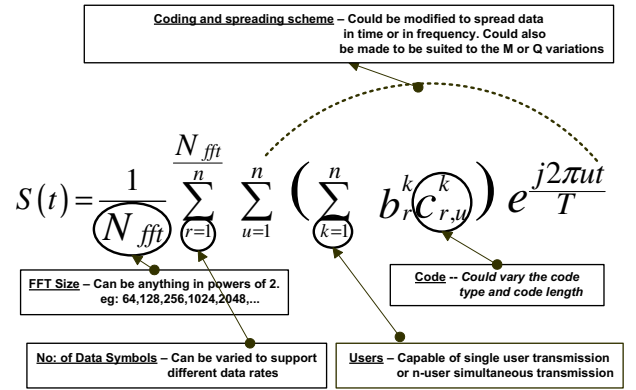 Coding and spreading scheme – Could be modified to spread data
in time or in frequency. Could also
be made to be suited to the M or Q variations
S(t) = 1/N fft ∑_{r=1}^{N fft/n} ∑_{u=1}^{n} (∑_{k=1}^{n} b_r^k c_{r,u}^k) e^{j2πut/T}
FFT Size – Can be anything in powers of 2.
eg: 64,128,256,1024,2048,...
Code -- Could vary the code
type and code length
No: of Data Symbols – Can be varied to support
different data rates
Users – Capable of single user transmission
or n-user simultaneous transmission